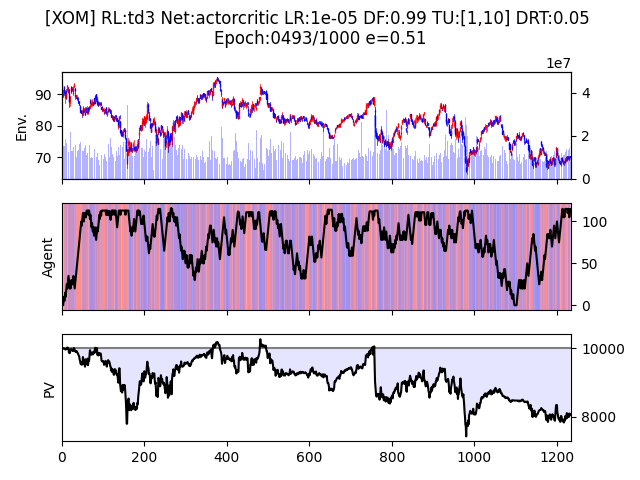 [XOM] RL:td3 Net:actorcritic LR:1e-05 DF:0.99 TU:[1,10] DRT:0.05
Epoch:0493/1000 e=0.51
1e7
Env.
90
80
70
4
2
0
Agent
100
50
0
PV
10000
8000
0 200 400 600 800 1000 1200